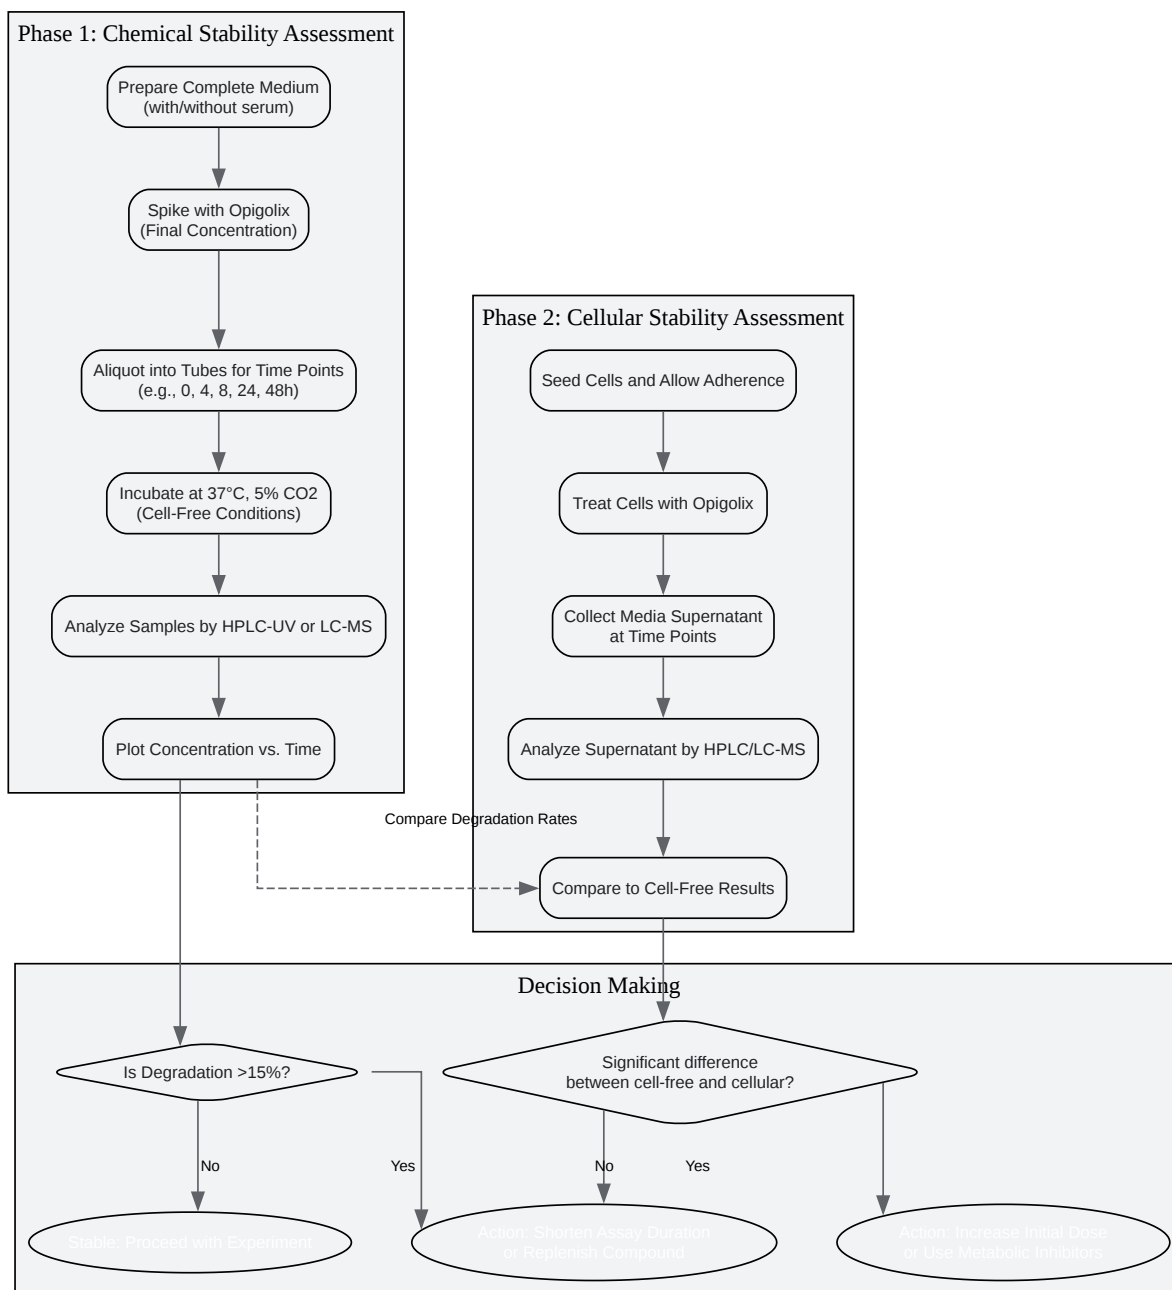 Phase 1: Chemical Stability Assessment
Prepare Complete Medium
(with/without serum)
Spike with Opigolix
(Final Concentration)
Aliquot into Tubes for Time Points
(e.g., 0, 4, 8, 24, 48h)
Incubate at 37°C, 5% CO2
(Cell-Free Conditions)
Analyze Samples by HPLC-UV or LC-MS
Plot Concentration vs. Time
Phase 2: Cellular Stability Assessment
Seed Cells and Allow Adherence
Treat Cells with Opigolix
Collect Media Supernatant
at Time Points
Analyze Supernatant by HPLC/LC-MS
Compare Degradation Rates
Compare to Cell-Free Results
Decision Making
Is Degradation >15%?
Significant difference
between cell-free and cellular?
No
Yes
No
Yes
Stable: Proceed with Experiment
Action: Shorten Assay Duration
or Replenish Compound
Action: Increase Initial Dose
or Use Metabolic Inhibitors